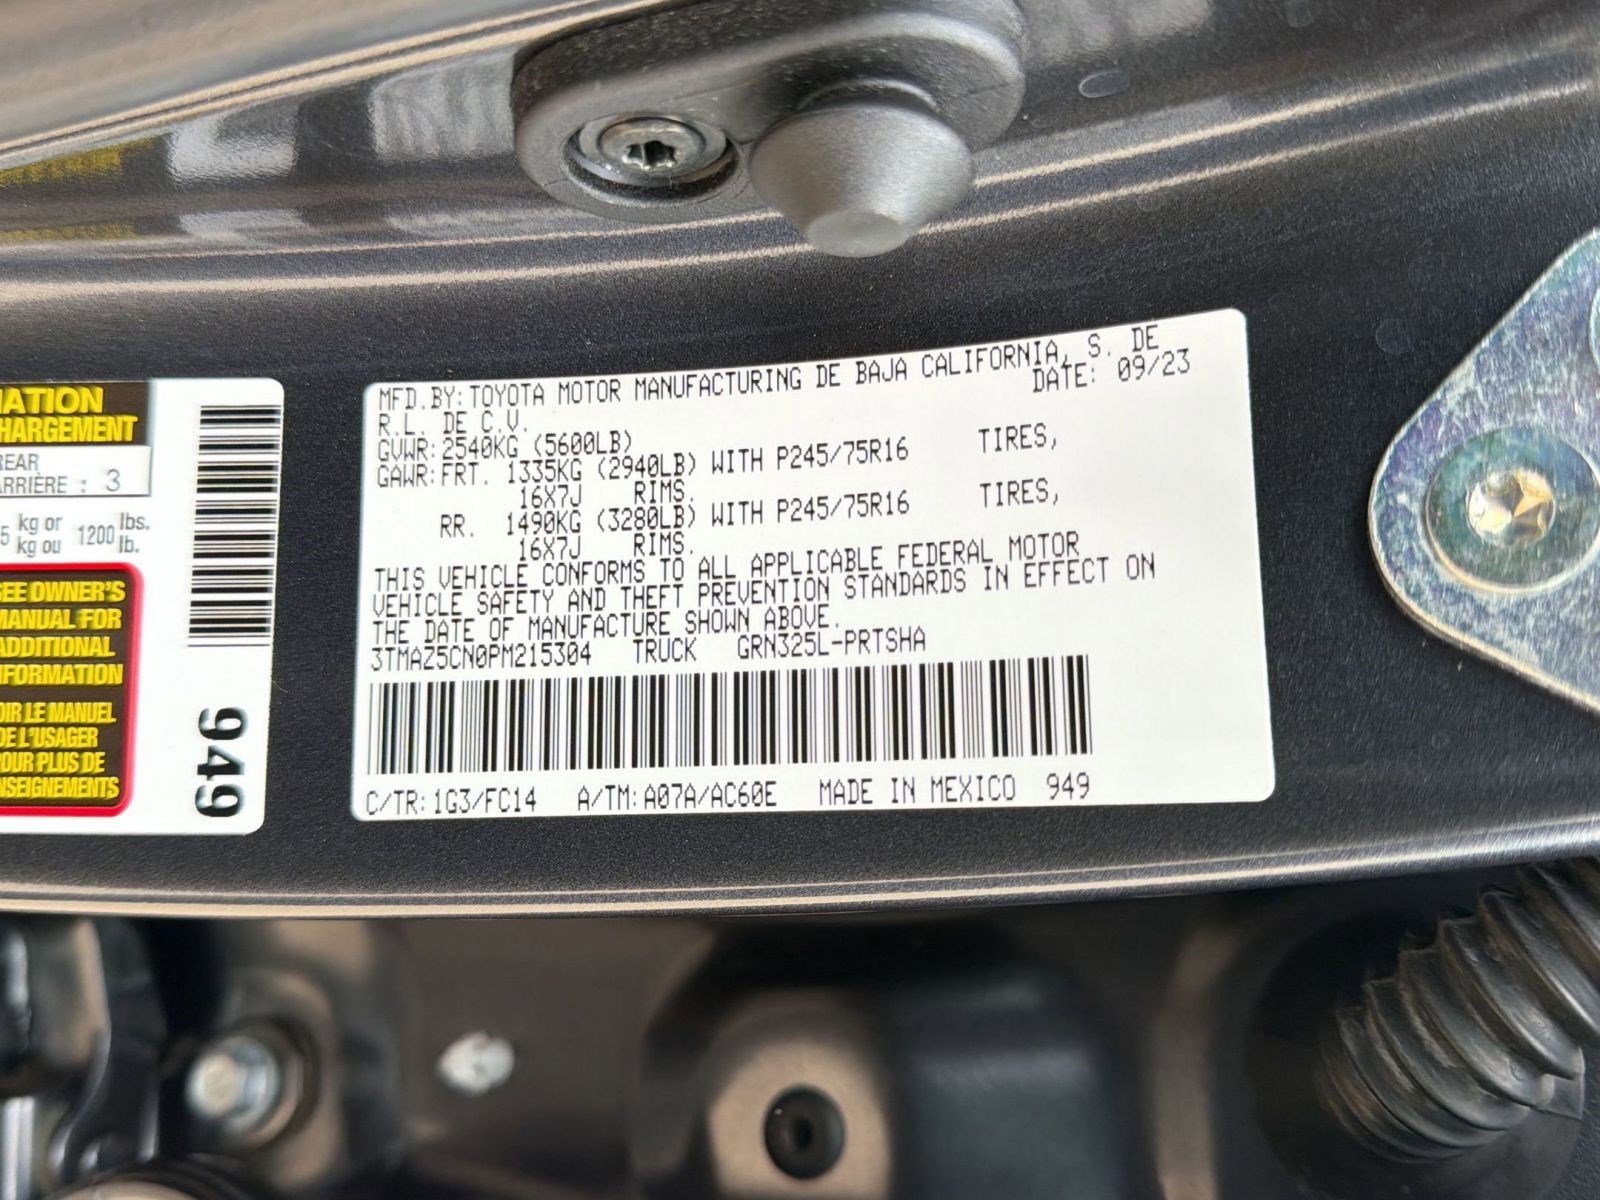 MATION
CHARGEMENT
REAR
ARRIÈRE : 3
5 kg or 1200 lbs.
kg ou lb.
SEE OWNER'S
MANUAL FOR
ADDITIONAL
INFORMATION
VOIR LE MANUEL
DE L'USAGER
POUR PLUS DE
RENSEIGNEMENTS
949
MFD.BY:TOYOTA MOTOR MANUFACTURING DE BAJA CALIFORNIA, S. DE
R.L. DE C.V. DATE: 09/23
GVWR:2540KG (5600LB)
GAWR:FRT. 1335KG (2940LB) WITH P245/75R16 TIRES,
16X7J RIMS.
RR. 1490KG (3280LB) WITH P245/75R16 TIRES,
16X7J RIMS.
THIS VEHICLE CONFORMS TO ALL APPLICABLE FEDERAL MOTOR
VEHICLE SAFETY AND THEFT PREVENTION STANDARDS IN EFFECT ON
THE DATE OF MANUFACTURE SHOWN ABOVE.
3TMAZ5CN0PM215304 TRUCK GRN325L-PRTSHA
C/TR:1G3/FC14 A/TM:A07A/AC60E MADE IN MEXICO 949